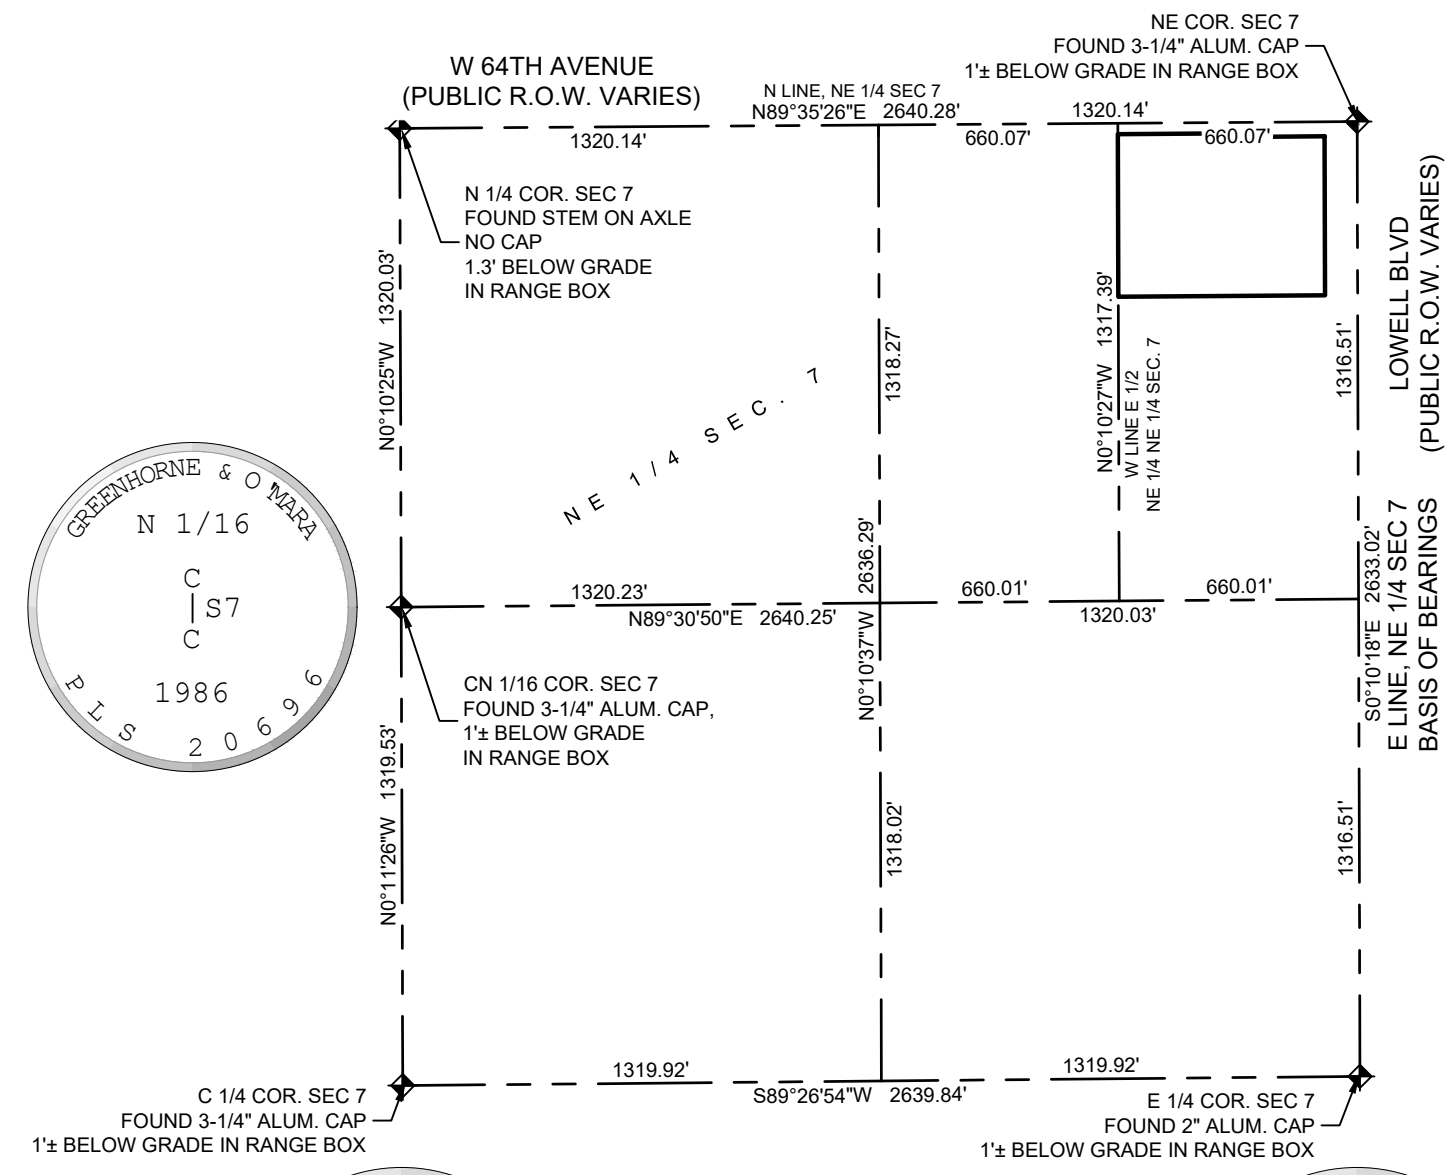 NE COR. SEC 7
FOUND 3-1/4" ALUM. CAP
1'± BELOW GRADE IN RANGE BOX
W 64TH AVENUE
(PUBLIC R.O.W. VARIES)
N LINE, NE 1/4 SEC 7
N89°35'26"E 2640.28'
1320.14'
1320.14'
660.07'
660.07'
N 1/4 COR. SEC 7
FOUND STEM ON AXLE
NO CAP
1.3' BELOW GRADE
IN RANGE BOX
N0°10'25"W 1320.03'
1318.27'
N0°10'27"W 1317.39'
W LINE E 1/2
NE 1/4 NE 1/4 SEC. 7
1316.51'
LOWELL BLVD
(PUBLIC R.O.W. VARIES)
NE 1/4 SEC. 7
GREENHORNE & O'MARA
N 1/16
C
S7
C
1986
PLS 20696
1320.23'
N89°30'50"E 2640.25'
660.01'
660.01'
1320.03'
N0°10'37"W 2636.29'
S0°10'18"E 2633.02'
E LINE, NE 1/4 SEC 7
BASIS OF BEARINGS
CN 1/16 COR. SEC 7
FOUND 3-1/4" ALUM. CAP,
1'± BELOW GRADE
IN RANGE BOX
N0°11'26"W 1319.53'
1318.02'
1316.51'
1319.92'
1319.92'
S89°26'54"W 2639.84'
C 1/4 COR. SEC 7
FOUND 3-1/4" ALUM. CAP
1'± BELOW GRADE IN RANGE BOX
E 1/4 COR. SEC 7
FOUND 2" ALUM. CAP
1'± BELOW GRADE IN RANGE BOX